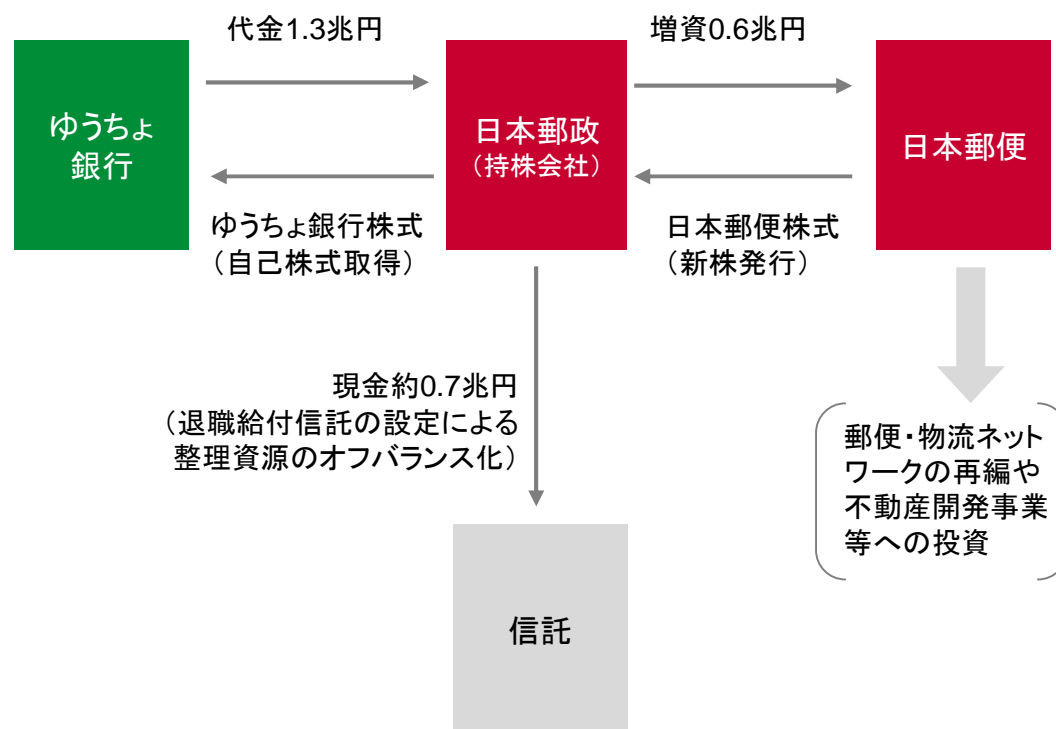 代金1.3兆円
増資0.6兆円
ゆうちょ
銀行
日本郵政
（持株会社）
日本郵便
ゆうちょ銀行株式
（自己株式取得）
日本郵便株式
（新株発行）
現金約0.7兆円
（退職給付信託の設定による
整理資源のオフバランス化）
郵便・物流ネット
ワークの再編や
不動産開発事業
等への投資
信託